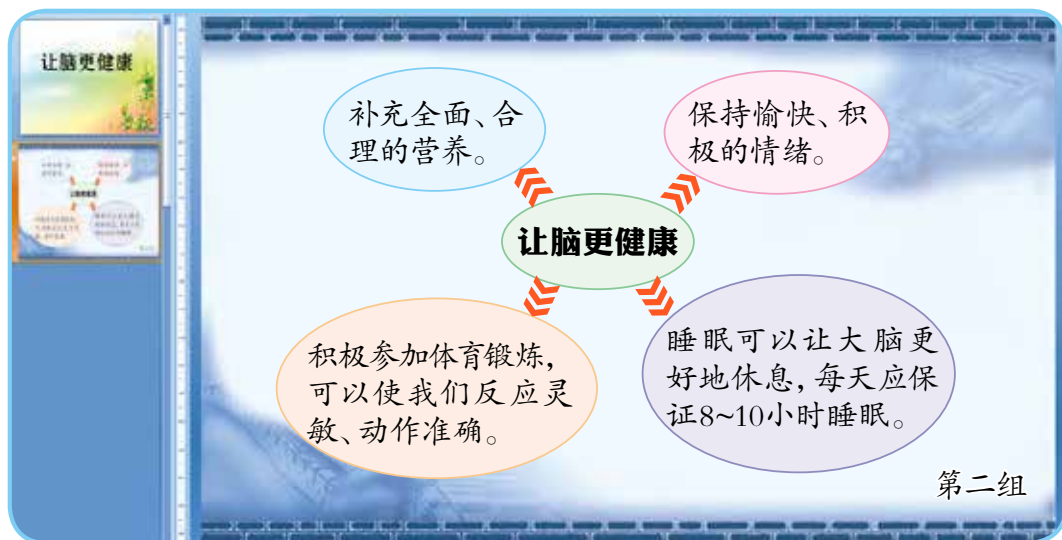 让脑更健康
补充全面、合
理的营养。
保持愉快、积
极的情绪。
让脑更健康
积极参加体育锻炼，
可以使我们反应灵
敏、动作准确。
睡眠可以让大脑更
好地休息，每天应保
证8~10小时睡眠。
第二组